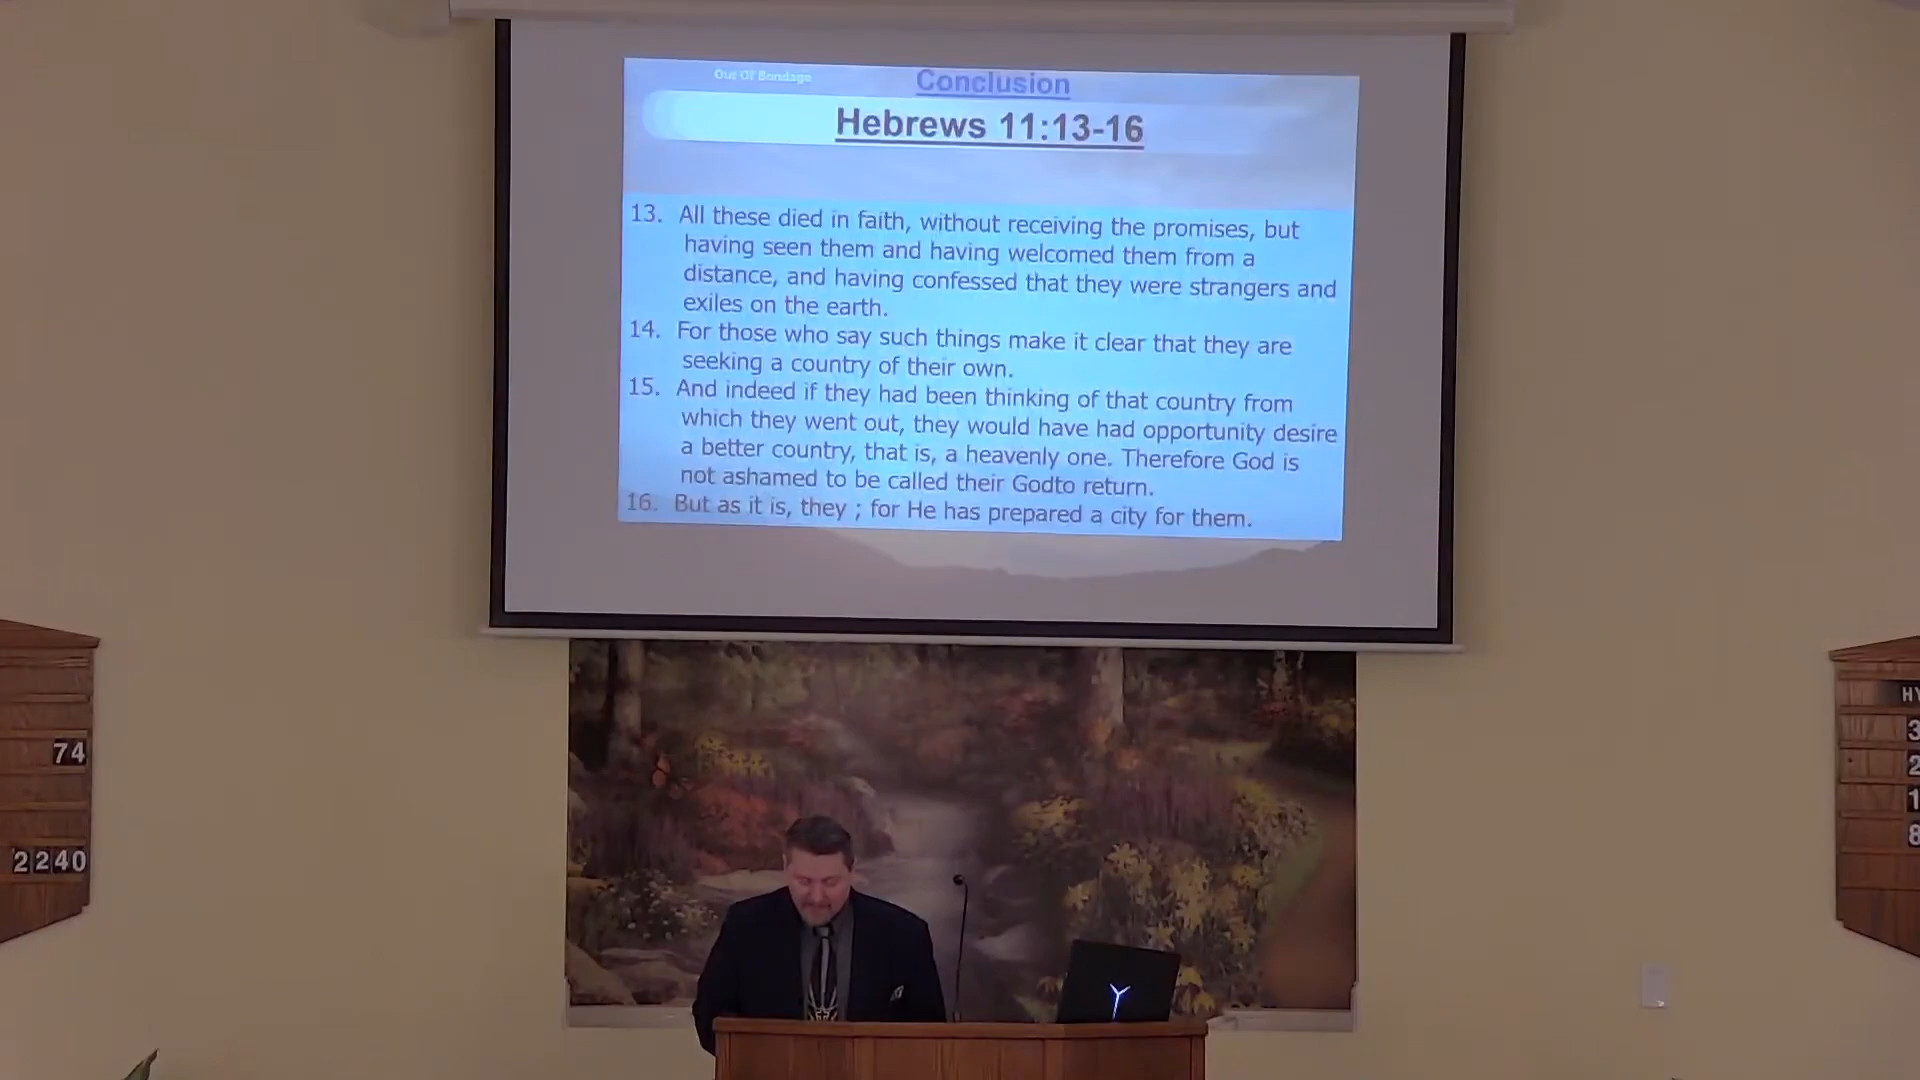 Out Of Bondage
Conclusion
Hebrews 11:13-16
13. All these died in faith, without receiving the promises, but
having seen them and having welcomed them from a
distance, and having confessed that they were strangers and
exiles on the earth.
14. For those who say such things make it clear that they are
seeking a country of their own.
15. And indeed if they had been thinking of that country from
which they went out, they would have had opportunity desire
a better country, that is, a heavenly one. Therefore God is
not ashamed to be called their Godto return.
16. But as it is, they ; for He has prepared a city for them.
74
2240
HY
3
2
1
8